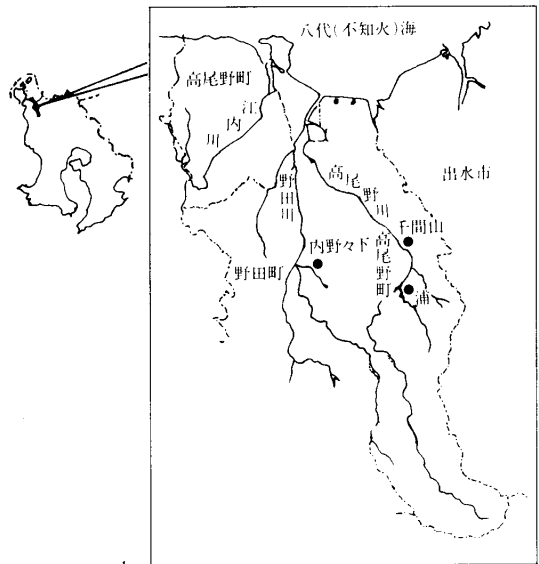 八代(不知火)海
高尾野町
江内川
高尾野川
出水市
野田川
千間山
内野々下
高尾野町
野田町
浦